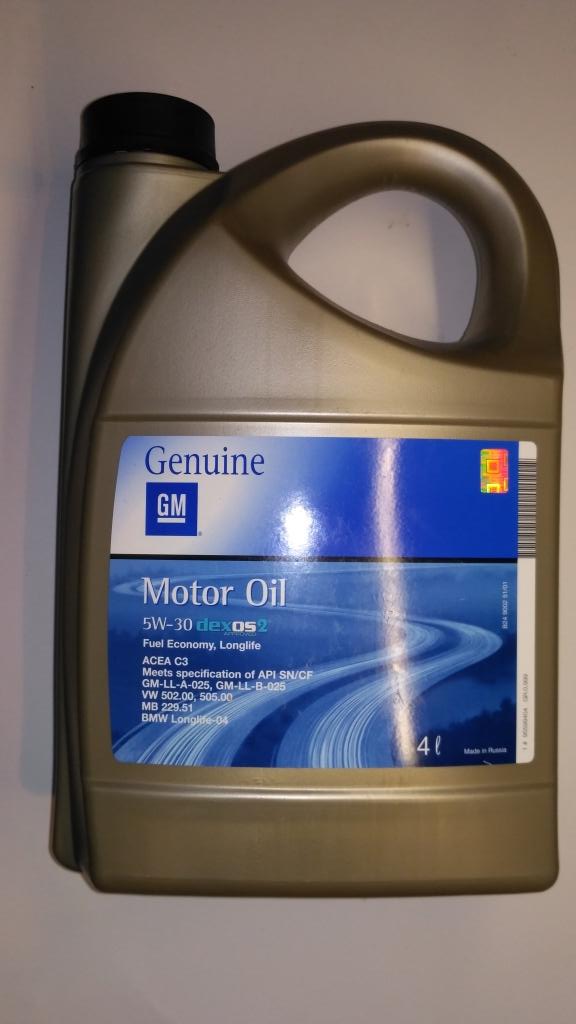 Genuine
GM
Motor Oil
5W-30 dexos2
APPROVED
Fuel Economy, Longlife
ACEA C3
Meets specification of API SN/CF
GM-LL-A-025, GM-LL-B-025
VW 502.00, 505.00
MB 229.51
BMW Longlife-04
4 ℓ
Made in Russia